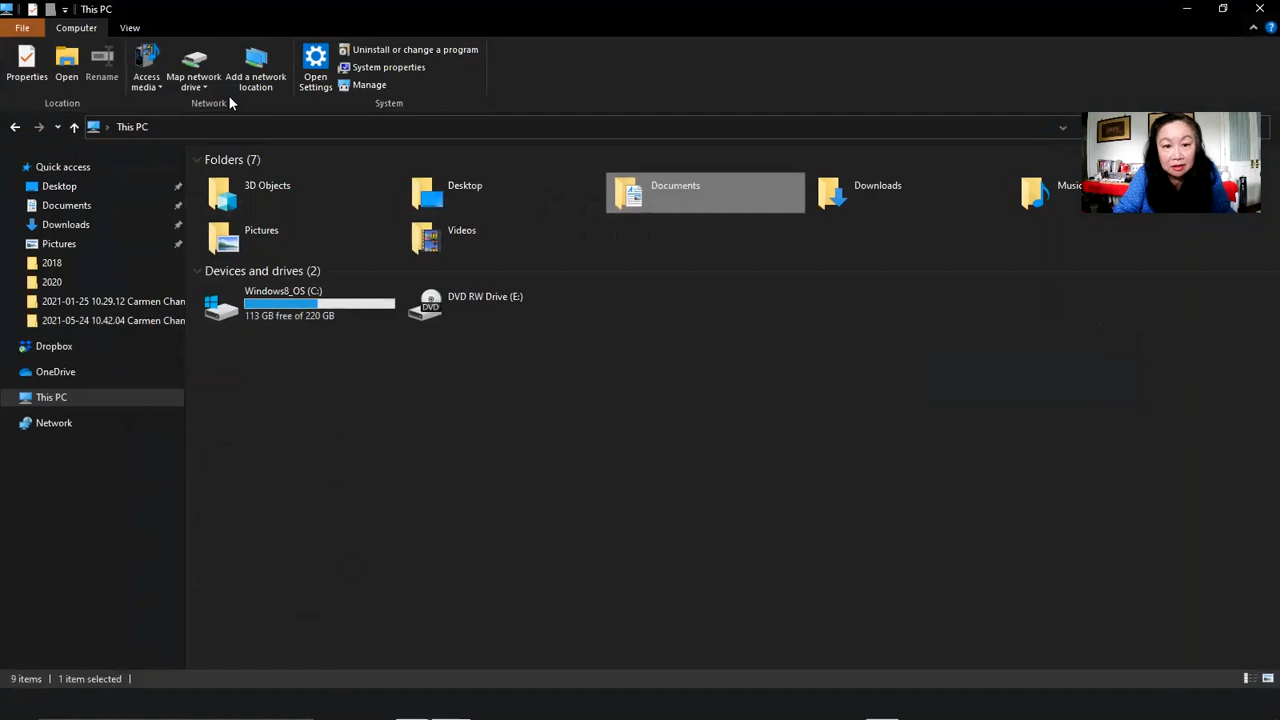 This PC
File Computer View
Properties Open Rename Access media Map network drive Add a network location Open Settings Uninstall or change a program
System properties
Manage
Location Network System
This PC
Quick access
Desktop
Documents
Downloads
Pictures
2018
2020
2021-01-25 10.29.12 Carmen Chan
2021-05-24 10.42.04 Carmen Chan
Dropbox
OneDrive
This PC
Network
Folders (7)
3D Objects Desktop Documents Downloads Music
Pictures Videos
Devices and drives (2)
Windows8_OS (C:)
113 GB free of 220 GB
DVD RW Drive (E:)
DVD
9 items 1 item selected